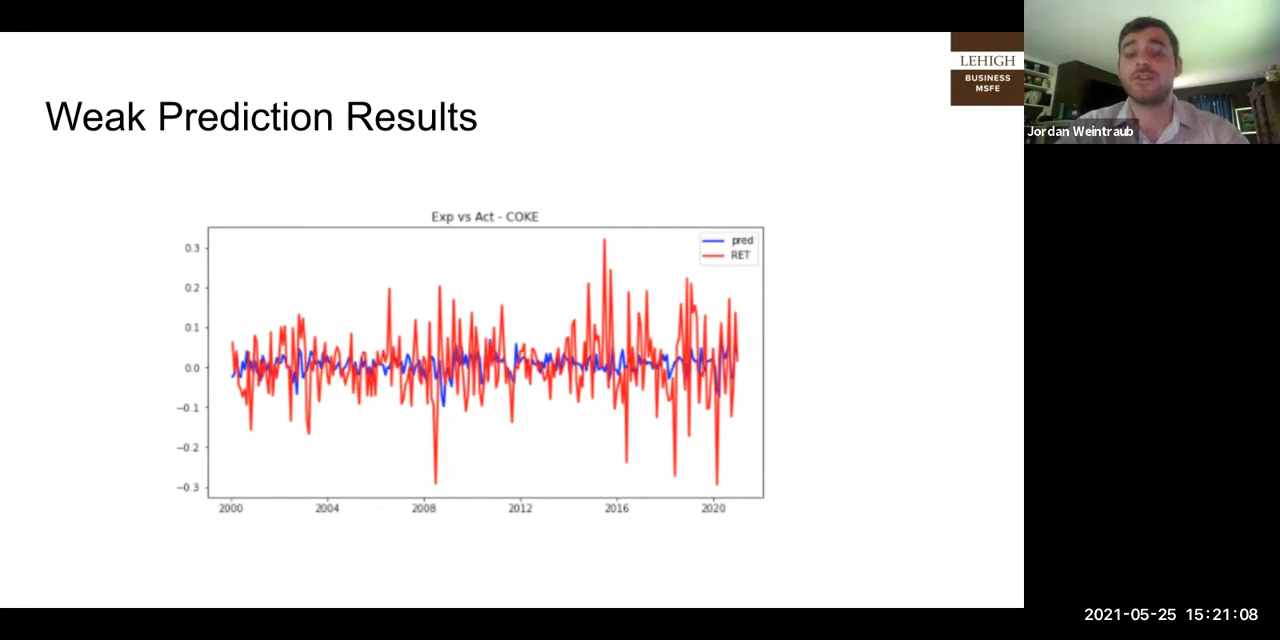 LEHIGH
BUSINESS
MSFE
Jordan Weintraub
Weak Prediction Results
Exp vs Act - COKE
pred
RET
0.3
0.2
0.1
0.0
−0.1
−0.2
−0.3
2000 2004 2008 2012 2016 2020
2021-05-25 15:21:08